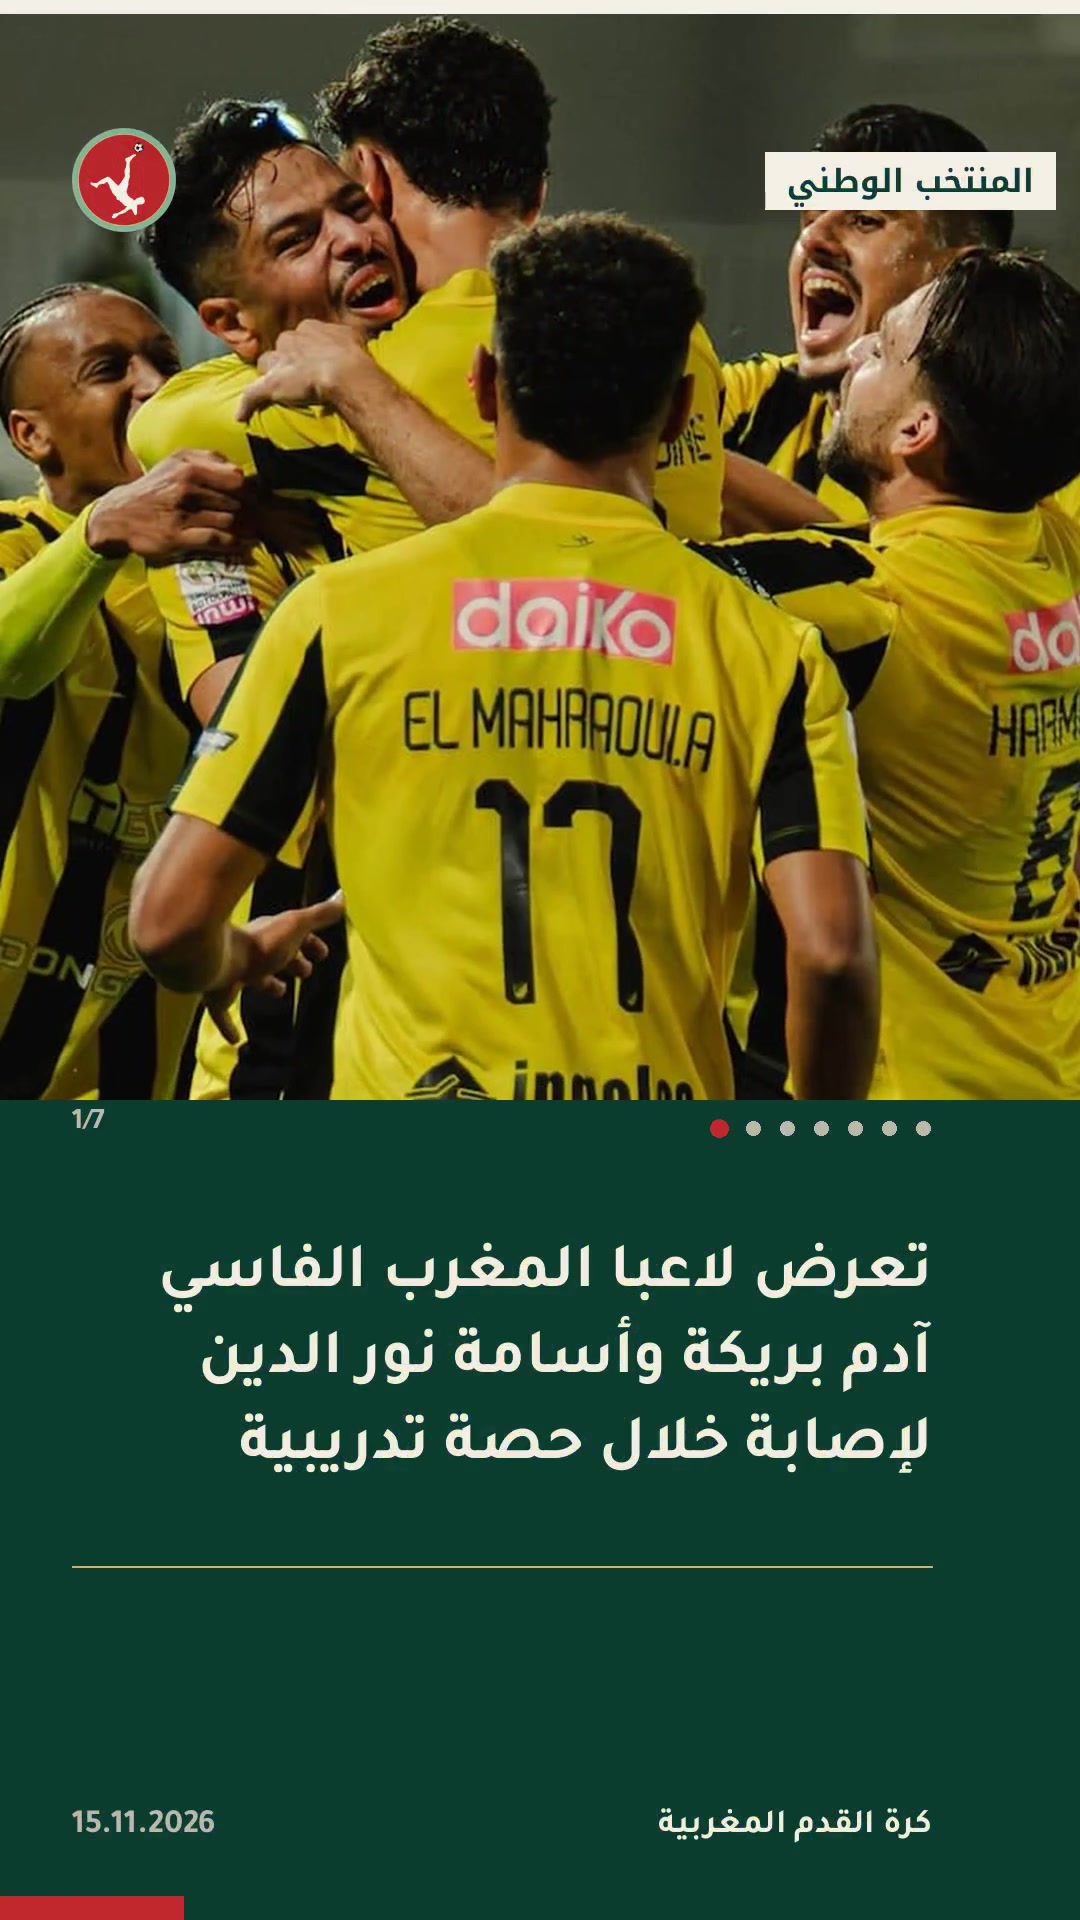 المنتخب الوطني
daiko
EL MAHRAOUI.A
17
inwi
1/7
تعرض لاعبا المغرب الفاسي
آدم بريكة وأسامة نور الدين
لإصابة خلال حصة تدريبية
كرة القدم المغربية
15.11.2026